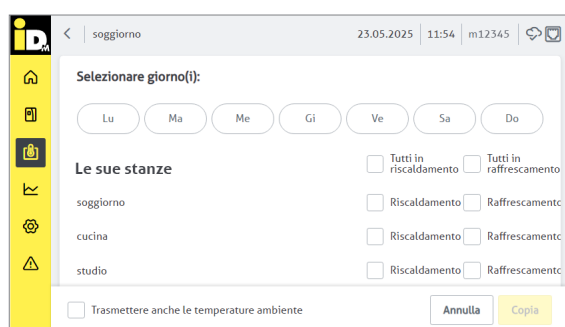 iDM
soggiorno 23.05.2025 11:54 m12345
Selezionare giorno(i):
Lu Ma Me Gi Ve Sa Do
Le sue stanze
Tutti in riscaldamento
Tutti in raffrescamento
soggiorno Riscaldamento Raffrescamento
cucina Riscaldamento Raffrescamento
studio Riscaldamento Raffrescamento
Trasmettere anche le temperature ambiente Annulla Copia